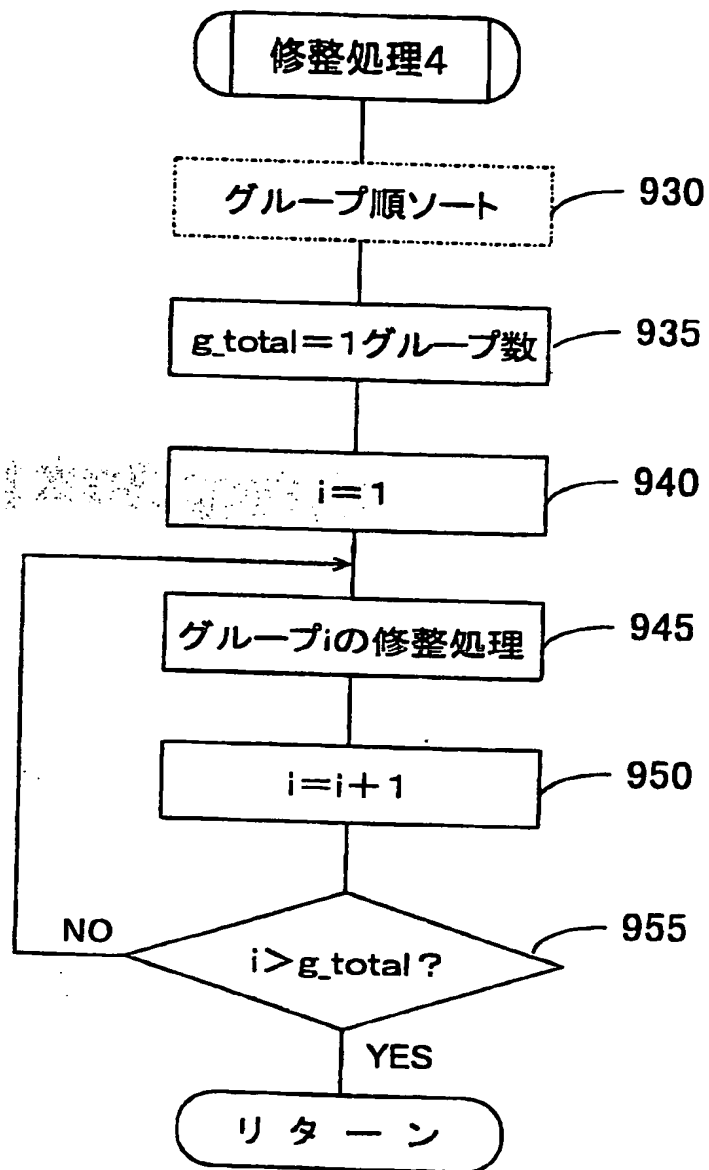 修整処理4
グループ順ソート
930
g_total=1グループ数
935
i=1
940
グループiの修整処理
945
i=i+1
950
NO
i>g_total?
955
YES
リターン